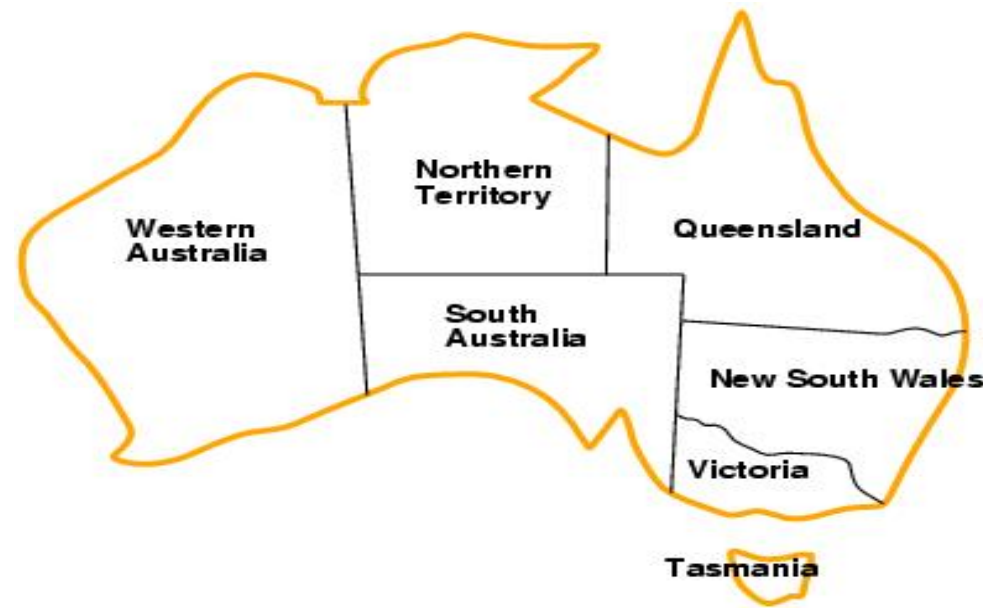 Northern
Territory
Western
Australia
Queensland
South
Australia
New South Wales
Victoria
Tasmania